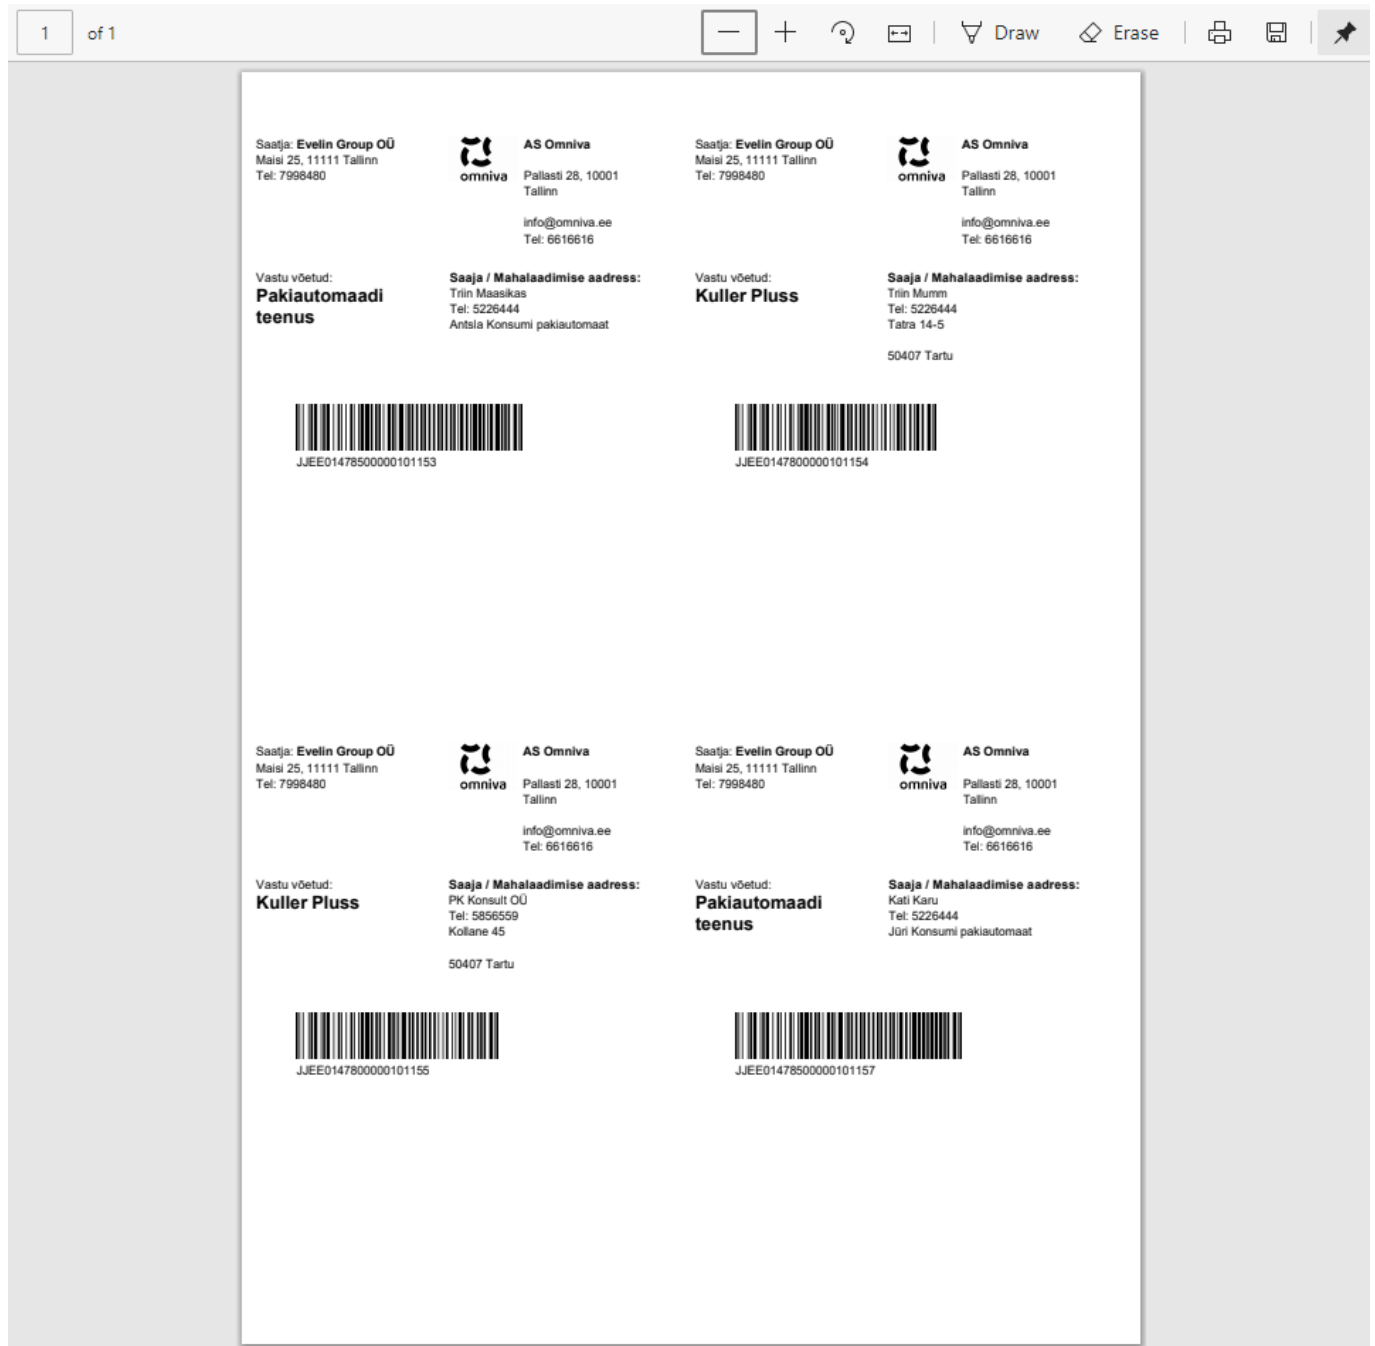 1 of 1 Draw Erase
Saatja: Evelin Group OÜ
Maisi 25, 11111 Tallinn
Tel: 7998480
omniva
AS Omniva
Pallasti 28, 10001
Tallinn
info@omniva.ee
Tel: 6616616
Vastu võetud:
Pakiautomaadi
teenus
Saaja / Mahalaadimise aadress:
Triin Maasikas
Tel: 5226444
Antsla Konsumi pakiautomaat
JJEE01478500000101153
Saatja: Evelin Group OÜ
Maisi 25, 11111 Tallinn
Tel: 7998480
omniva
AS Omniva
Pallasti 28, 10001
Tallinn
info@omniva.ee
Tel: 6616616
Vastu võetud:
Kuller Pluss
Saaja / Mahalaadimise aadress:
Triin Mumm
Tel: 5226444
Tatra 14-5
50407 Tartu
JJEE0147800000101154
Saatja: Evelin Group OÜ
Maisi 25, 11111 Tallinn
Tel: 7998480
omniva
AS Omniva
Pallasti 28, 10001
Tallinn
info@omniva.ee
Tel: 6616616
Vastu võetud:
Kuller Pluss
Saaja / Mahalaadimise aadress:
PK Konsult OÜ
Tel: 5856559
Kollane 45
50407 Tartu
JJEE0147800000101155
Saatja: Evelin Group OÜ
Maisi 25, 11111 Tallinn
Tel: 7998480
omniva
AS Omniva
Pallasti 28, 10001
Tallinn
info@omniva.ee
Tel: 6616616
Vastu võetud:
Pakiautomaadi
teenus
Saaja / Mahalaadimise aadress:
Kati Karu
Tel: 5226444
Jüri Konsumi pakiautomaat
JJEE01478500000101157